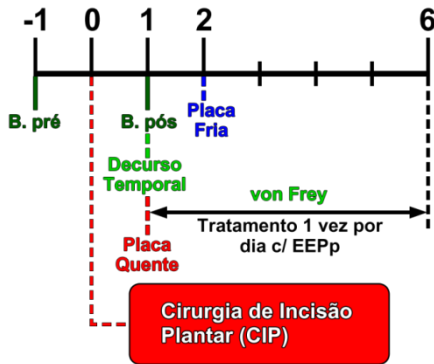 -1 0 1 2 6
B. pré
B. pós
Placa
Fria
Decurso
Temporal
von Frey
Tratamento 1 vez por
dia c/ EEPp
Placa
Quente
Cirurgia de Incisão
Plantar (CIP)